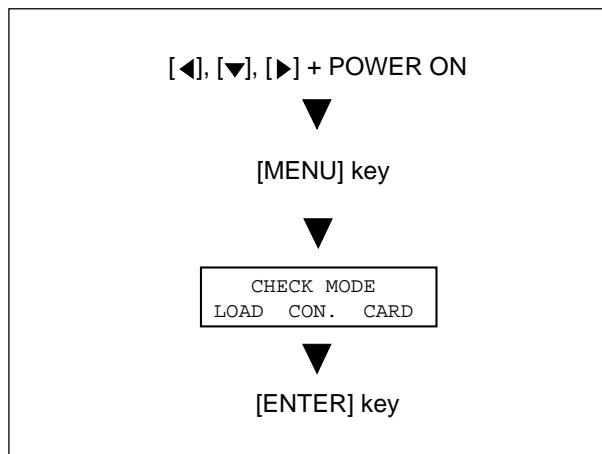 [◀], [▼], [▶] + POWER ON
[MENU] key
CHECK MODE
LOAD CON. CARD
[ENTER] key